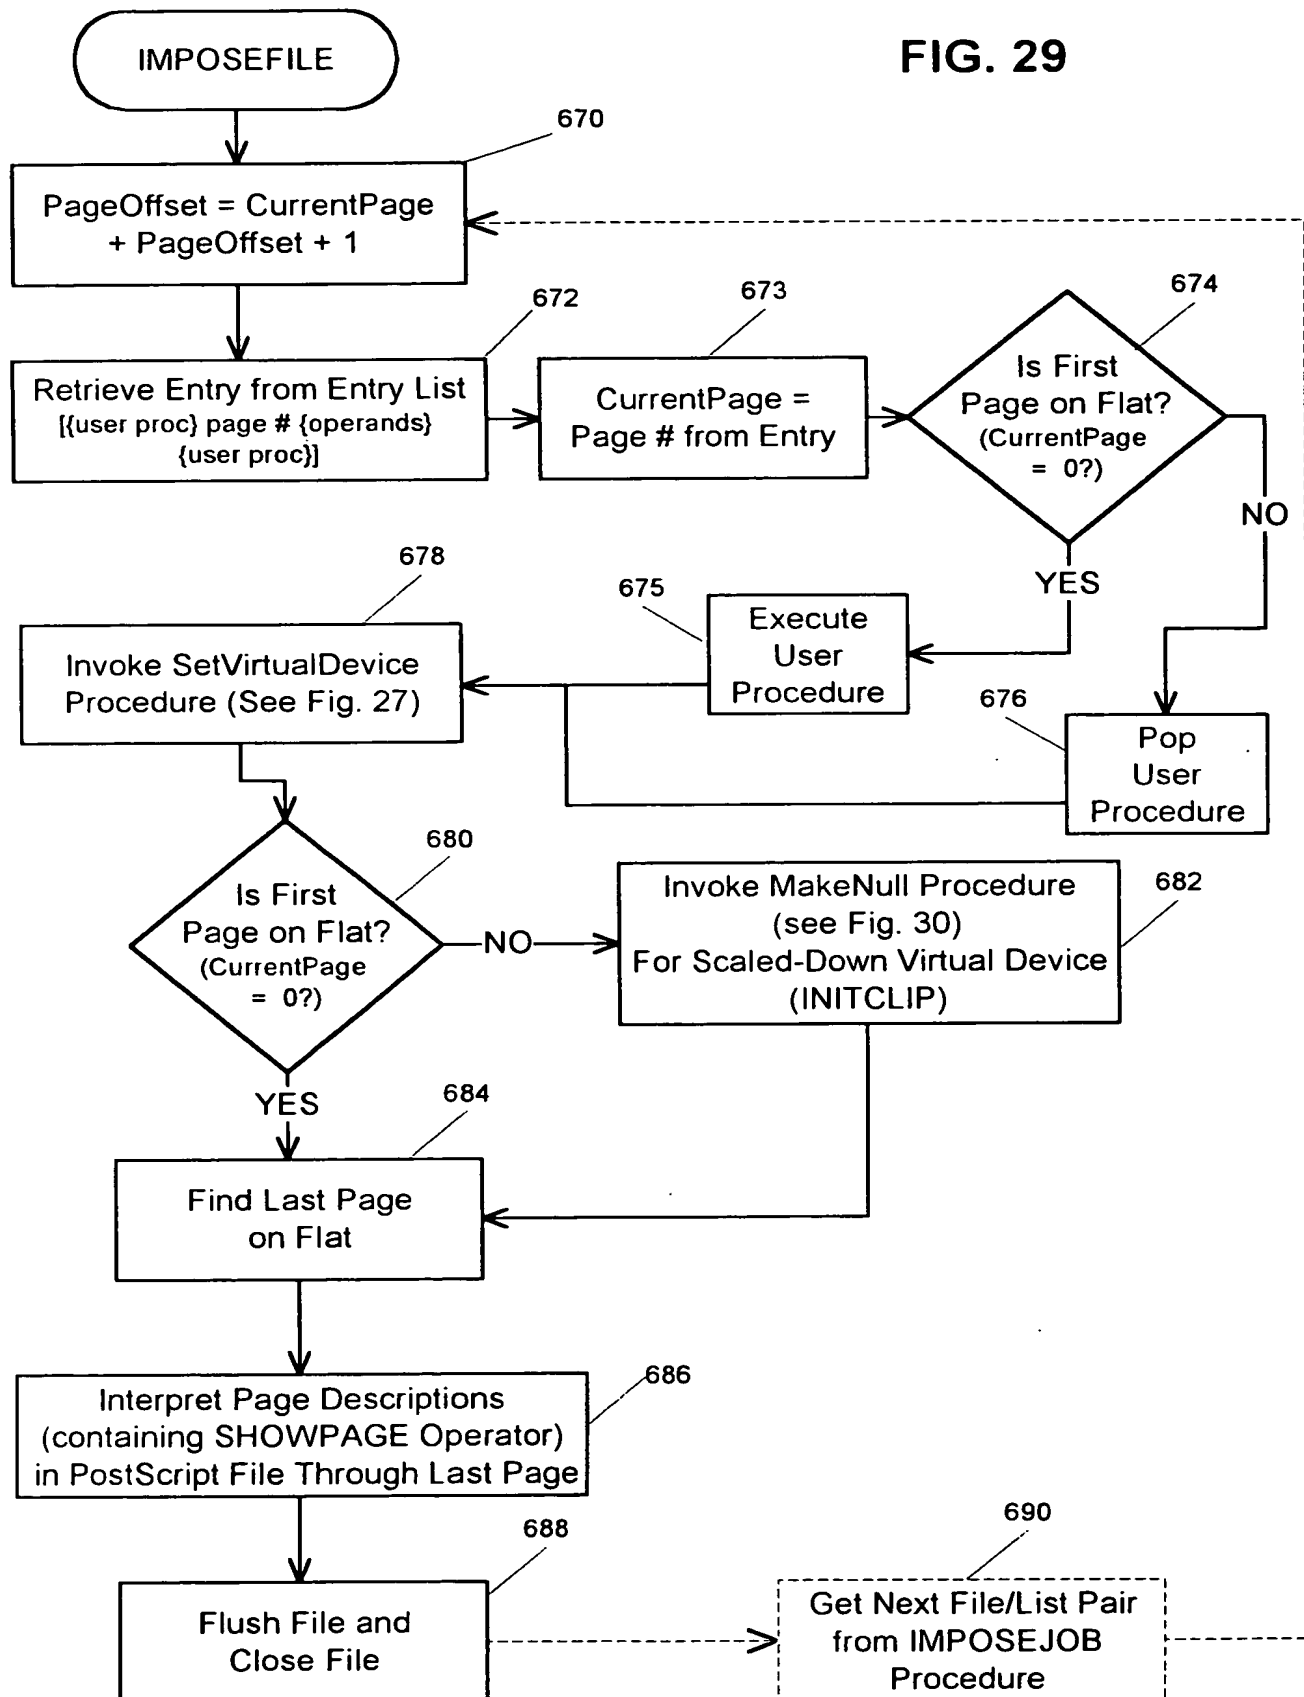 FIG. 29
IMPOSEFILE
670
PageOffset = CurrentPage
+ PageOffset + 1
672
Retrieve Entry from Entry List
[{user proc} page # {operands}
{user proc}]
673
CurrentPage =
Page # from Entry
674
Is First
Page on Flat?
(CurrentPage
= 0?)
NO
YES
675
Execute
User
Procedure
676
Pop
User
Procedure
678
Invoke SetVirtualDevice
Procedure (See Fig. 27)
680
Is First
Page on Flat?
(CurrentPage
= 0?)
NO
YES
682
Invoke MakeNull Procedure
(see Fig. 30)
For Scaled-Down Virtual Device
(INITCLIP)
684
Find Last Page
on Flat
686
Interpret Page Descriptions
(containing SHOWPAGE Operator)
in PostScript File Through Last Page
688
Flush File and
Close File
690
Get Next File/List Pair
from IMPOSEJOB
Procedure